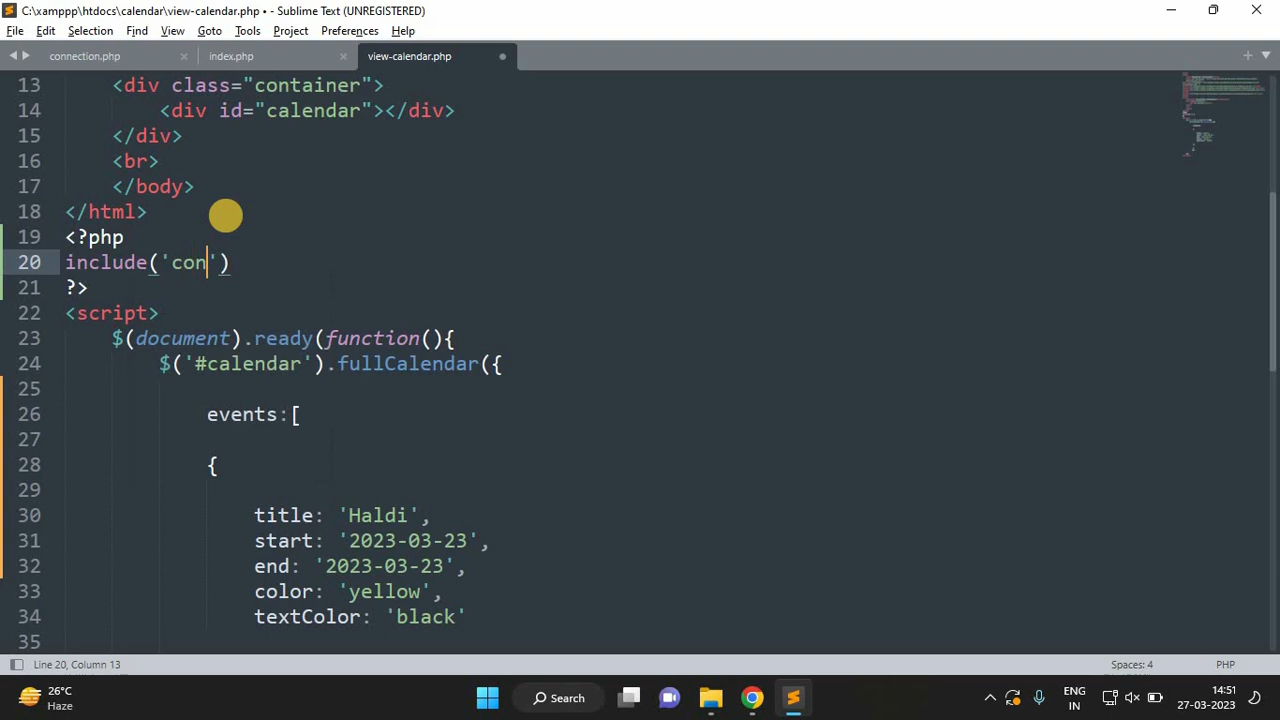 C:\xamppp\htdocs\calendar\view-calendar.php • - Sublime Text (UNREGISTERED)
File Edit Selection Find View Goto Tools Project Preferences Help
connection.php index.php view-calendar.php
13 <div class="container">
14 <div id="calendar"></div>
15 </div>
16 <br>
17 </body>
18 </html>
19 <?php
20 include('con')
21 ?>
22 <script>
23 $(document).ready(function(){
24 $('#calendar').fullCalendar({
25
26 events:[
27
28 {
29
30 title: 'Haldi',
31 start: '2023-03-23',
32 end: '2023-03-23',
33 color: 'yellow',
34 textColor: 'black'
35
Line 20, Column 13 Spaces: 4 PHP
26°C
Haze
Search
ENG
IN
14:51
27-03-2023